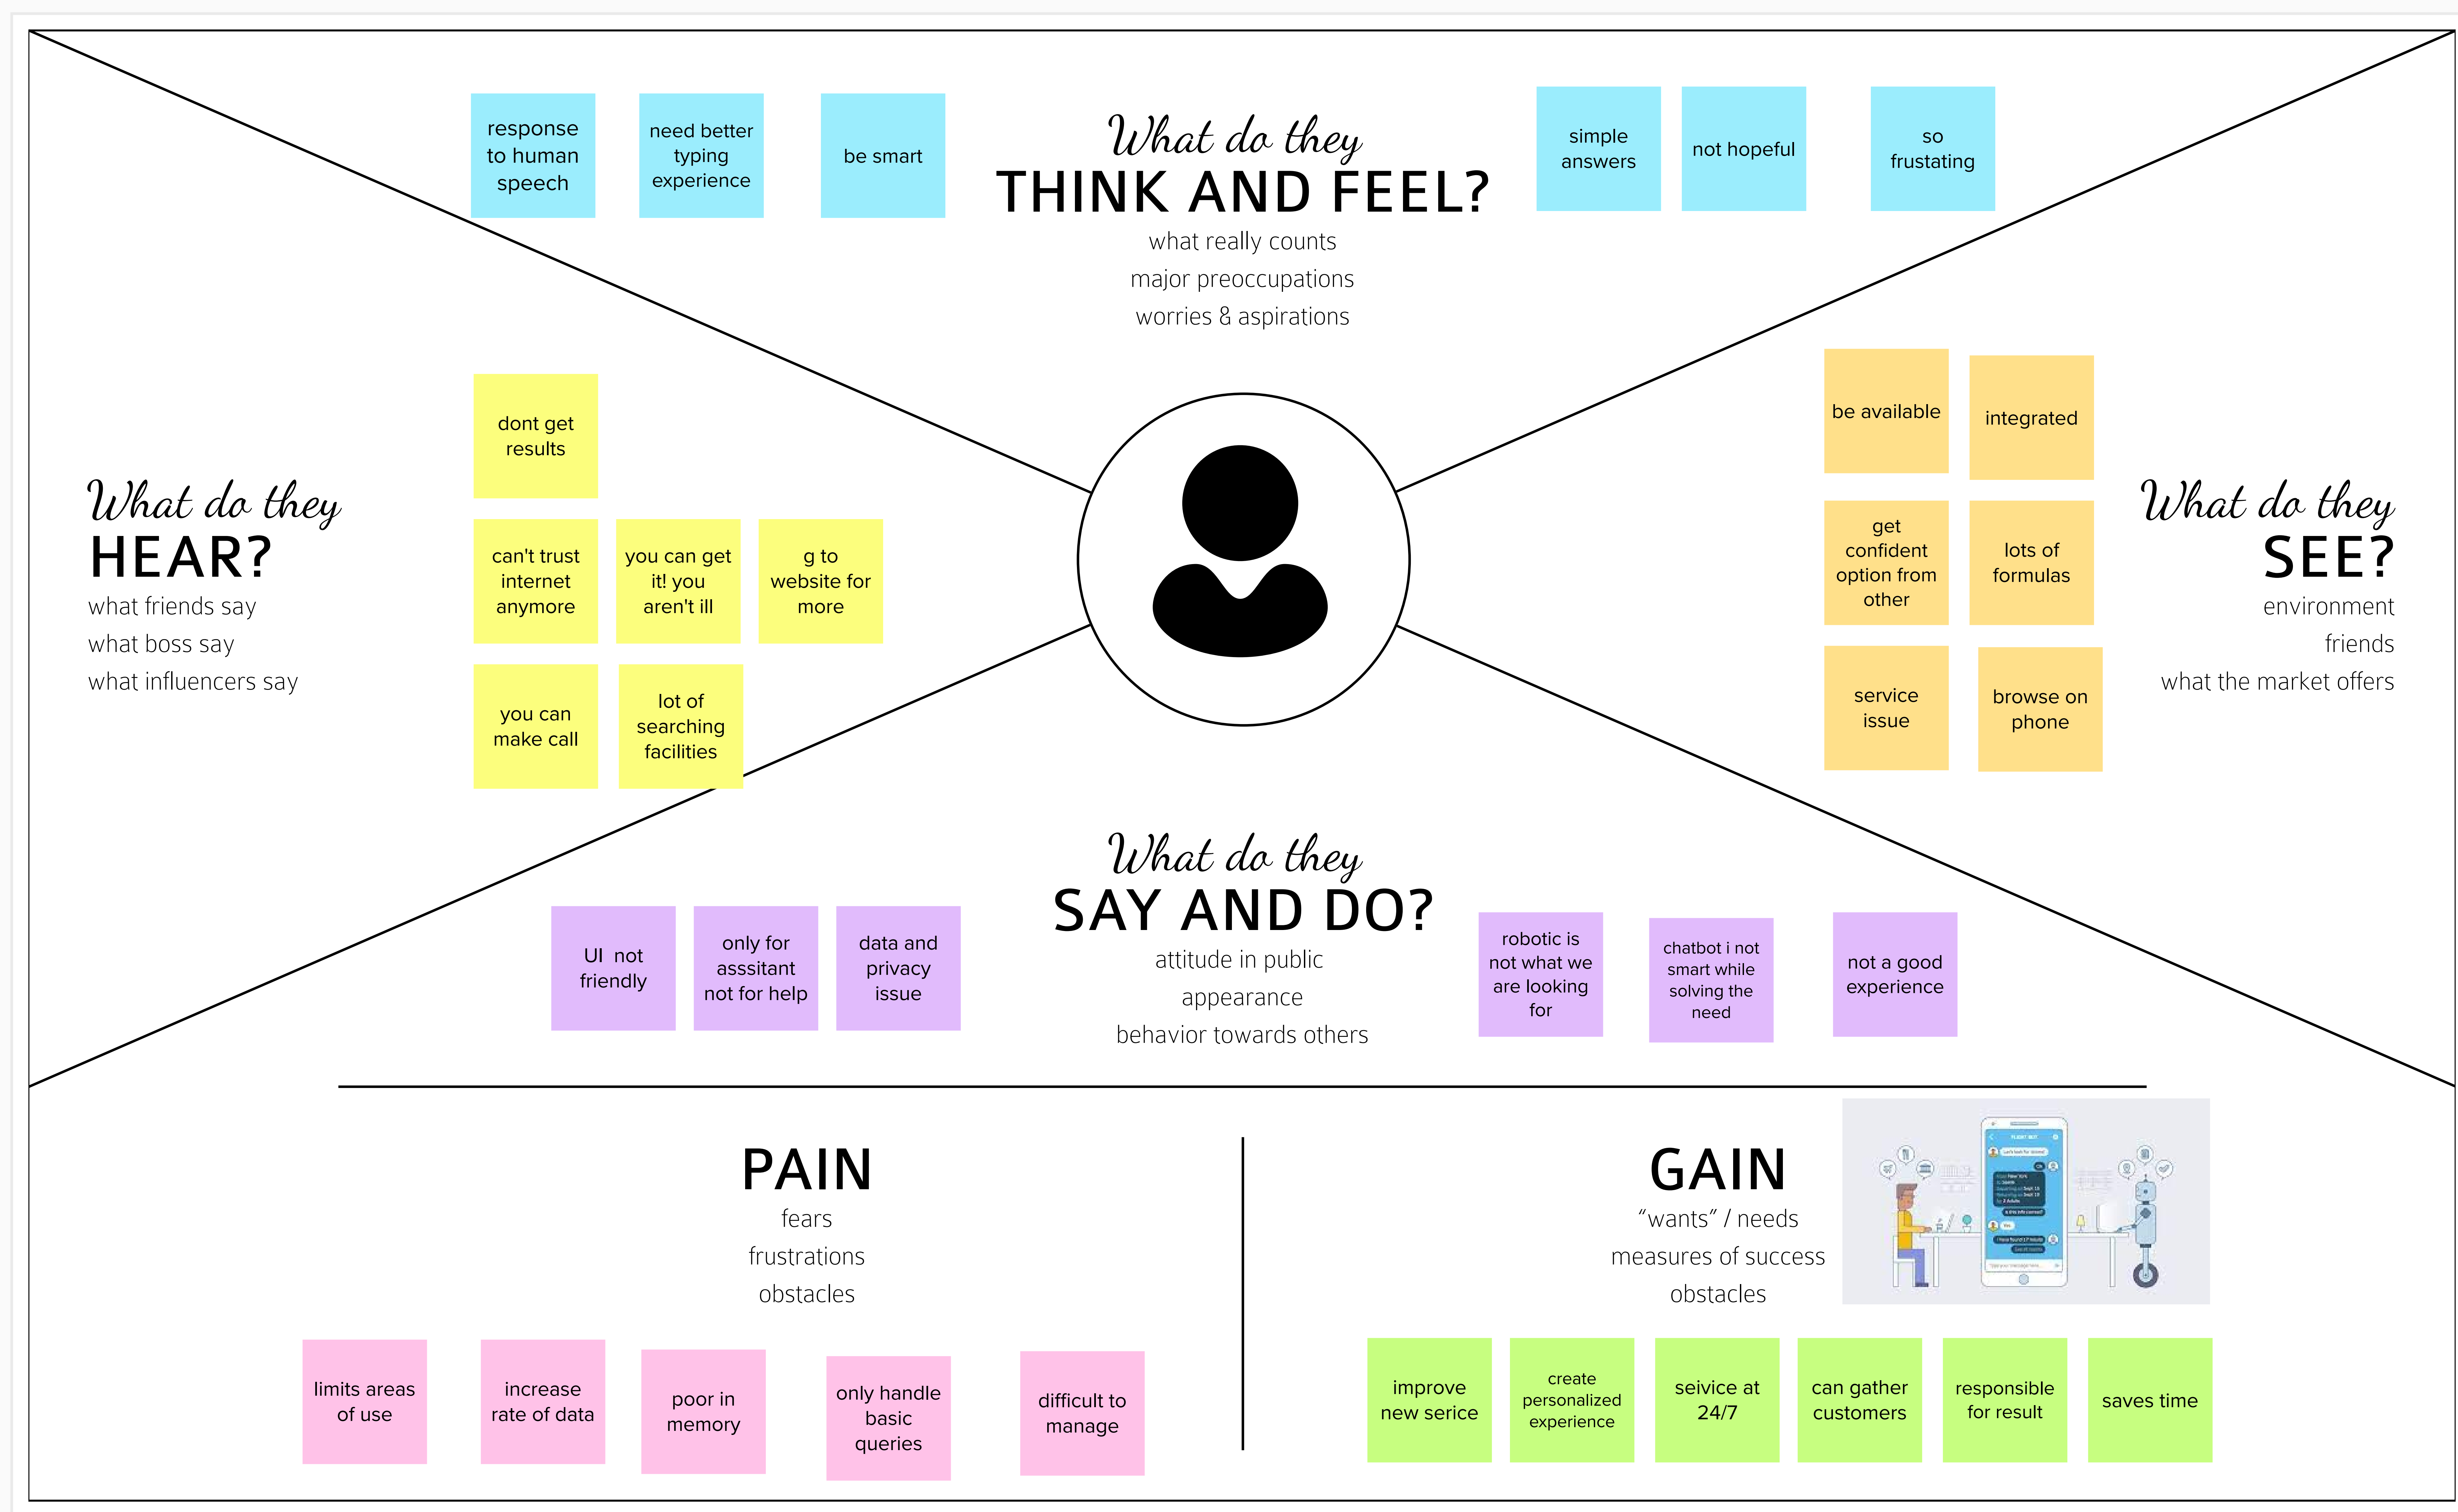 response
to human
speech
need better
typing
experience
be smart
What do they
THINK AND FEEL?
what really counts
major preoccupations
worries & aspirations
simple
answers
not hopeful
so
frustating
What do they
HEAR?
what friends say
what boss say
what influencers say
dont get
results
can't trust
internet
anymore
you can get
it! you
aren't ill
g to
website for
more
you can
make call
lot of
searching
facilities
be available
integrated
get
confident
option from
other
lots of
formulas
service
issue
browse on
phone
What do they
SEE?
environment
friends
what the market offers
What do they
SAY AND DO?
attitude in public
appearance
behavior towards others
UI not
friendly
only for
asssitant
not for help
data and
privacy
issue
robotic is
not what we
are looking
for
chatbot i not
smart while
solving the
need
not a good
experience
PAIN
fears
frustrations
obstacles
limits areas
of use
increase
rate of data
poor in
memory
only handle
basic
queries
difficult to
manage
GAIN
“wants” / needs
measures of success
obstacles
FLIGHT BOT
improve
new serice
create
personalized
experience
seivice at
24/7
can gather
customers
responsible
for result
saves time